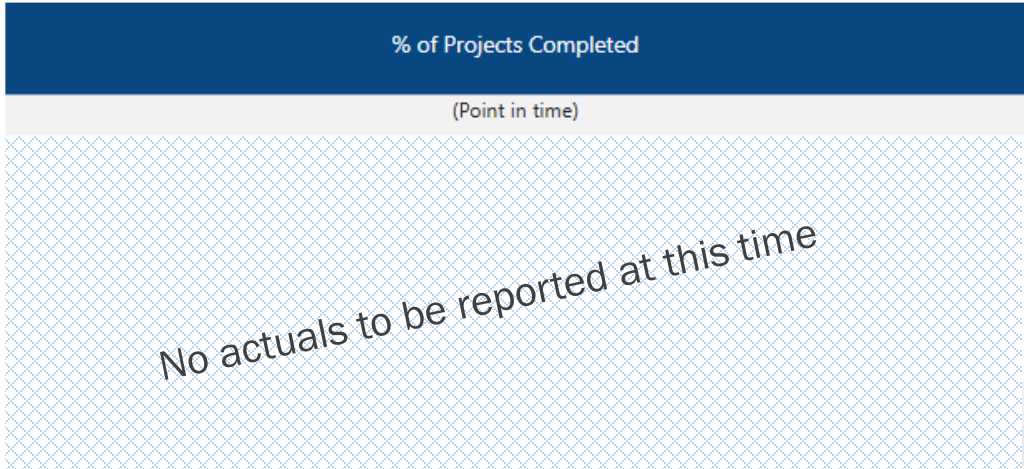 % of Projects Completed
(Point in time)
No actuals to be reported at this time